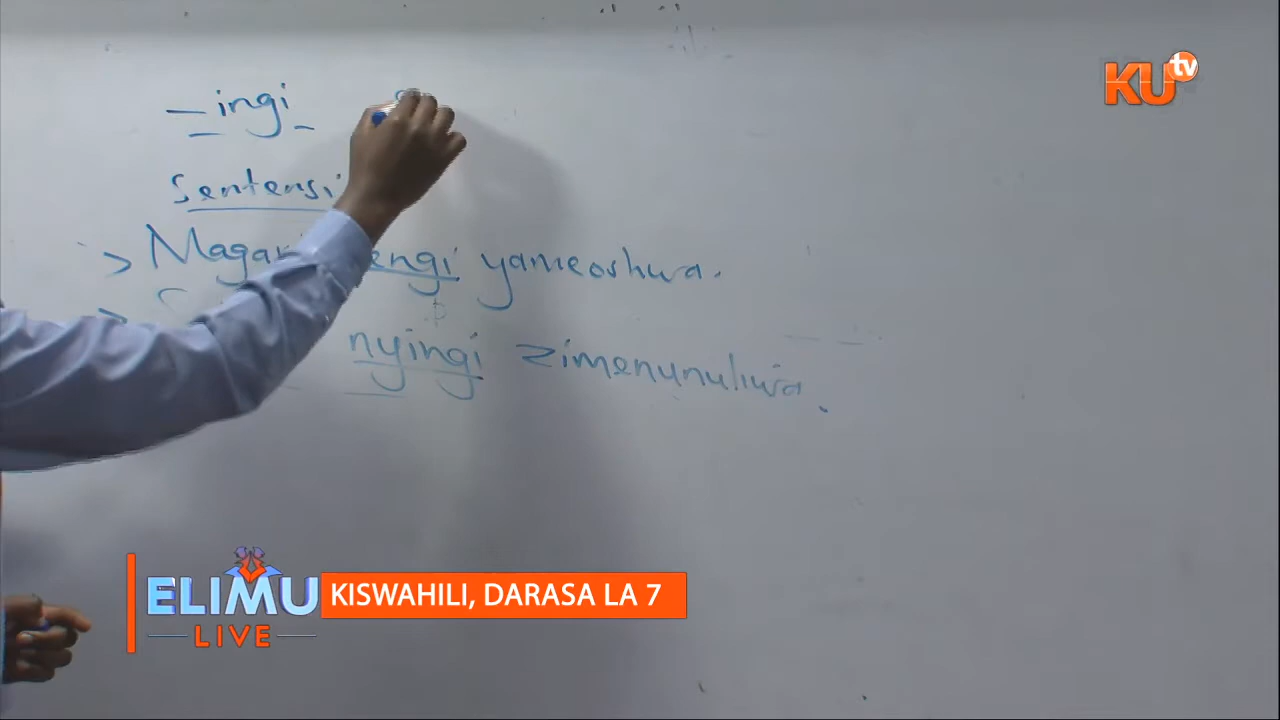 KU tv
– ingi
Sentensi
> Magari mengi yameoshwa.
> nyingi zimenunuliwa.
ELIMU LIVE
KISWAHILI, DARASA LA 7